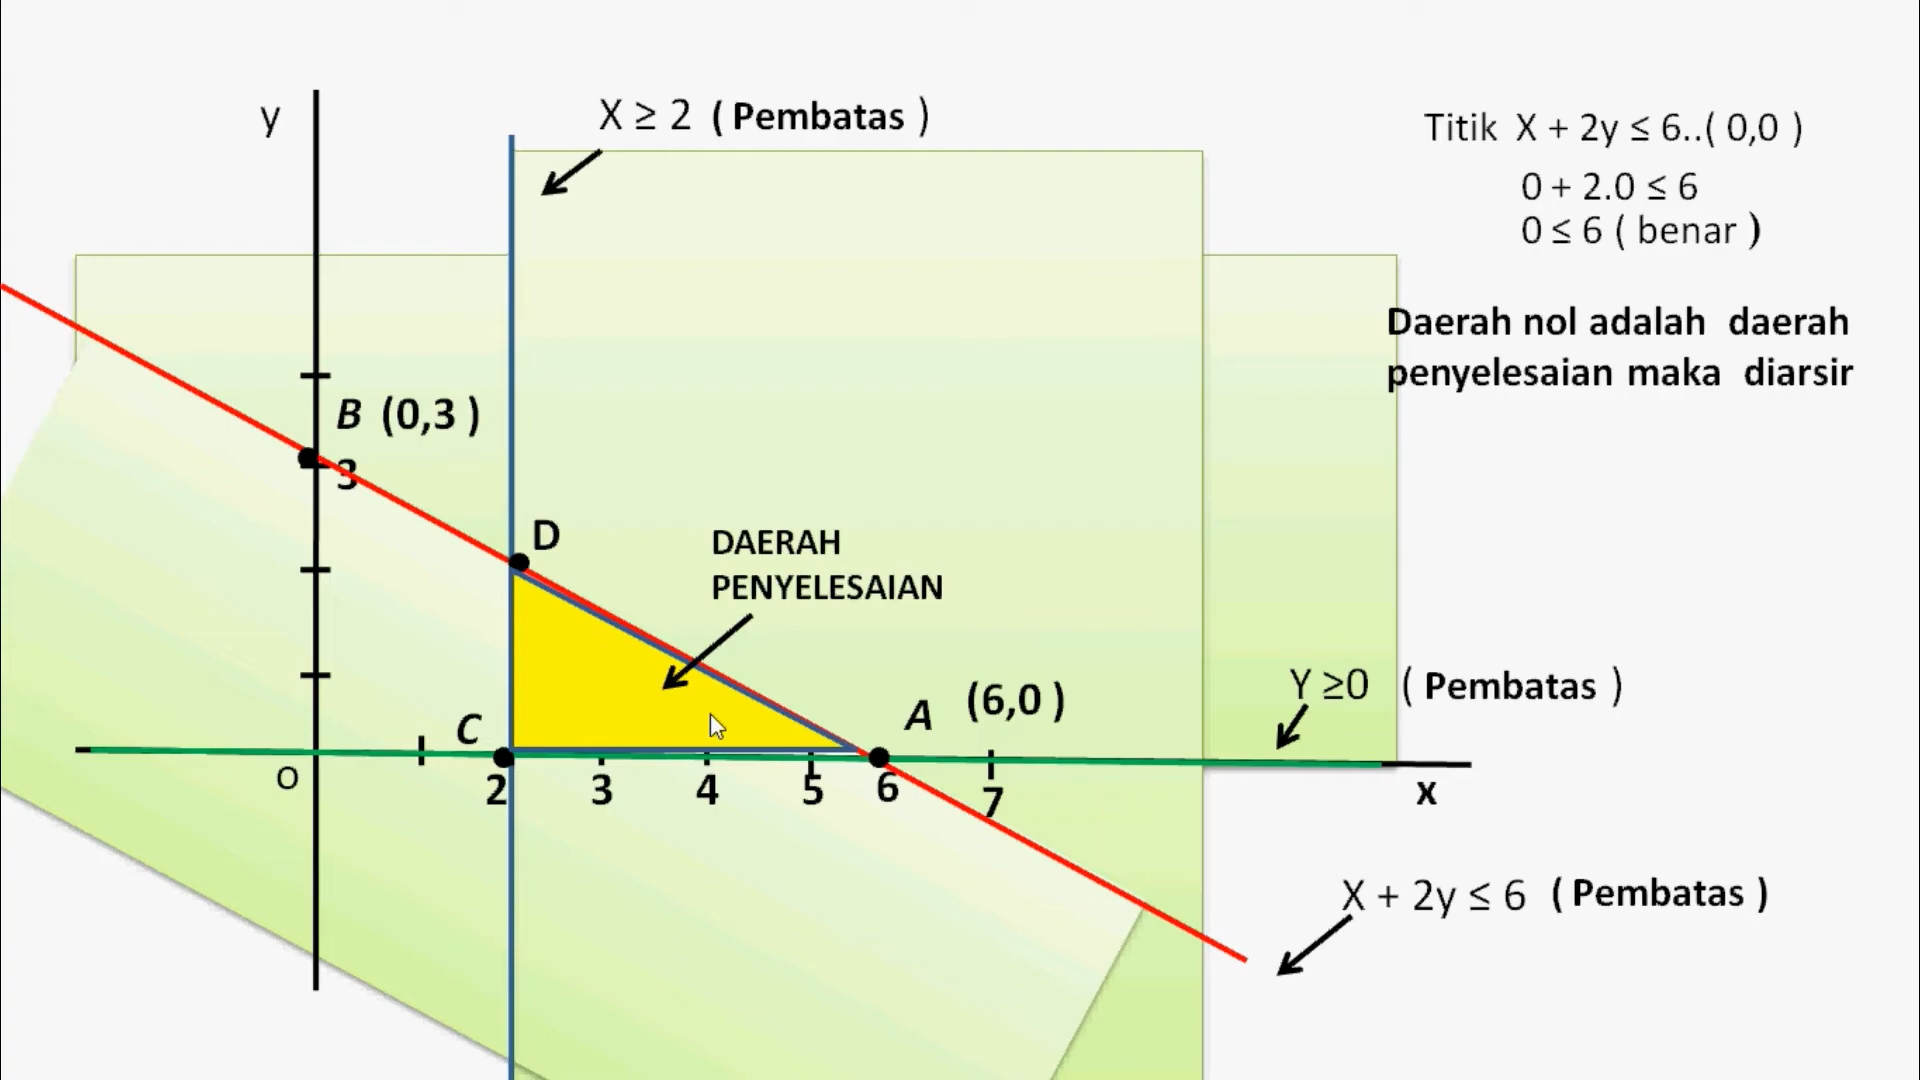 y
X ≥ 2 ( Pembatas )
Titik X + 2y ≤ 6..( 0,0 )
0 + 2.0 ≤ 6
0 ≤ 6 ( benar )
Daerah nol adalah daerah
penyelesaian maka diarsir
B (0,3 )
3
D
DAERAH
PENYELESAIAN
C
A (6,0 )
Y ≥0 ( Pembatas )
O
2 3 4 5 6 7
x
X + 2y ≤ 6 ( Pembatas )